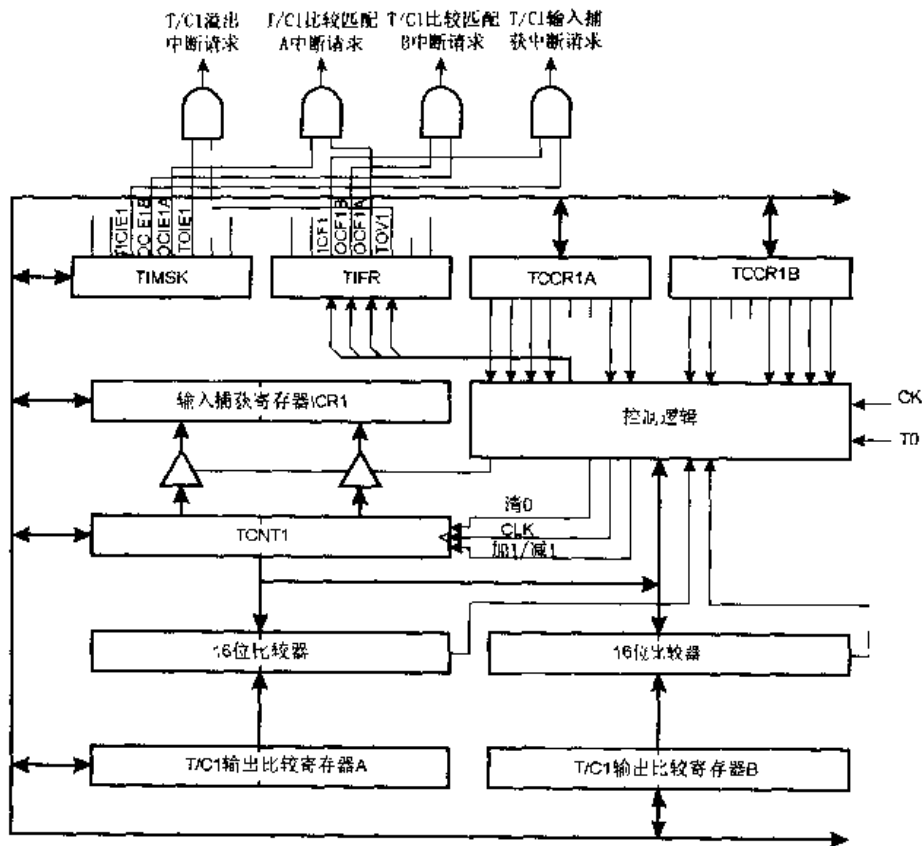 T/C1溢出
中断请求
T/C1比较匹配
A中断请求
T/C1比较匹配
B中断请求
T/C1输入捕
获中断请求
TICIE1
OCIE1B
OCIE1A
TOIE1
ICF1
OCF1B
OCF1A
TOV1
TIMSK
TIFR
TCCR1A
TCCR1B
输入捕获寄存器ICR1
控制逻辑
CK
T0
清0
CLK
加1/减1
TCNT1
16位比较器
16位比较器
T/C1输出比较寄存器A
T/C1输出比较寄存器B